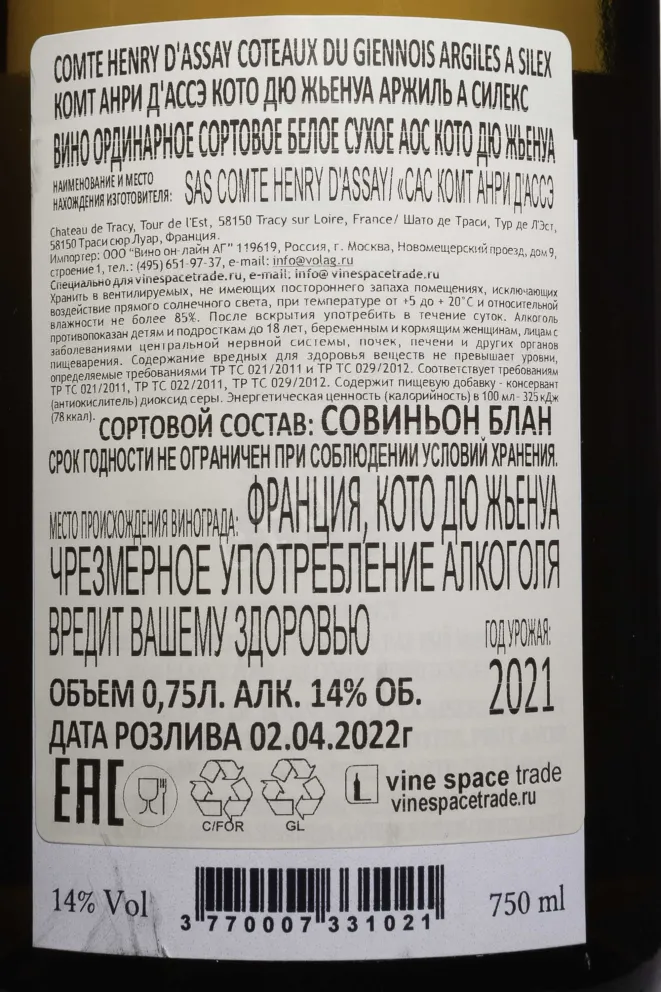 COMTE HENRY D'ASSAY COTEAUX DU GIENNOIS ARGILES A SILEX
КОМТ АНРИ Д'АССЭ КОТО ДЮ ЖЬЕНУА АРЖИЛЬ А СИЛЕКС
ВИНО ОРДИНАРНОЕ СОРТОВОЕ БЕЛОЕ СУХОЕ АОС КОТО ДЮ ЖЬЕНУА
НАИМЕНОВАНИЕ И МЕСТО
НАХОЖДЕНИЯ ИЗГОТОВИТЕЛЯ: SAS COMTE HENRY D'ASSAY/ «САС КОМТ АНРИ Д'АССЭ
Chateau de Tracy, Tour de l'Est, 58150 Tracy sur Loire, France/ Шато де Траси, Тур де Л'Эст,
58150 Траси сюр Луар, Франция.
Импортер: ООО "Вино он-лайн АГ" 119619, Россия, г. Москва, Новомещерский проезд, дом 9,
строение 1, тел.: (495) 651-97-37, e-mail: info@volag.ru
Специально для vinespacetrade.ru, e-mail: info@ vinespacetrade.ru
Хранить в вентилируемых, не имеющих постороннего запаха помещениях, исключающих
воздействие прямого солнечного света, при температуре от +5 до + 20°С и относительной
влажности не более 85%. После вскрытия употребить в течение суток. Алкоголь
противопоказан детям и подросткам до 18 лет, беременным и кормящим женщинам, лицам с
заболеваниями центральной нервной системы, почек, печени и других органов
пищеварения. Содержание вредных для здоровья веществ не превышает уровни,
определяемые требованиями ТР ТС 021/2011 и ТР ТС 029/2012. Соответствует требованиям
ТР ТС 021/2011, ТР ТС 022/2011, ТР ТС 029/2012. Содержит пищевую добавку - консервант
(антиокислитель) диоксид серы. Энергетическая ценность (калорийность) в 100 мл - 325 кДж
(78 ккал).
СОРТОВОЙ СОСТАВ: СОВИНЬОН БЛАН
СРОК ГОДНОСТИ НЕ ОГРАНИЧЕН ПРИ СОБЛЮДЕНИИ УСЛОВИЙ ХРАНЕНИЯ.
МЕСТО ПРОИСХОЖДЕНИЯ ВИНОГРАДА: ФРАНЦИЯ, КОТО ДЮ ЖЬЕНУА
ЧРЕЗМЕРНОЕ УПОТРЕБЛЕНИЕ АЛКОГОЛЯ
ВРЕДИТ ВАШЕМУ ЗДОРОВЬЮ
ГОД УРОЖАЯ:
2021
ОБЪЕМ 0,75Л. АЛК. 14% ОБ.
ДАТА РОЗЛИВА 02.04.2022г
EAC
C/FOR
GL
vine space trade
vinespacetrade.ru
14% Vol
3 770007 331021
750 ml